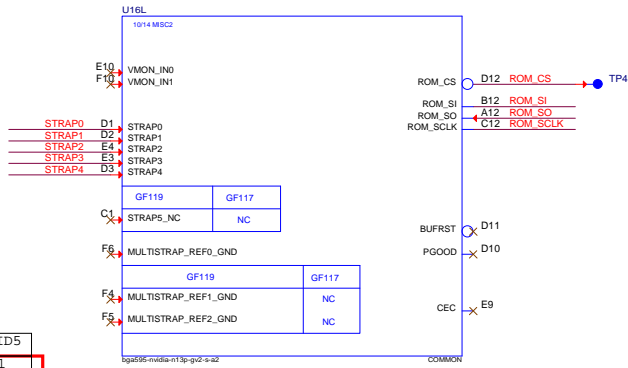 U16L
10/14 MISC2
E10 VMON_IN0
F10 VMON_IN1
ROM_CS D12 ROM_CS TP4
ROM_SI B12 ROM_SI
ROM_SO A12 ROM_SO
ROM_SCLK C12 ROM_SCLK
STRAP0 D1 STRAP0
STRAP1 D2 STRAP1
STRAP2 E4 STRAP2
STRAP3 E3 STRAP3
STRAP4 D3 STRAP4
GF119 GF117
C1 STRAP5_NC NC
BUFRST D11
F6 MULTISTRAP_REF0_GND
PGOOD D10
GF119 GF117
F4 MULTISTRAP_REF1_GND NC
CEC E9
F5 MULTISTRAP_REF2_GND NC
ID5
1
bga595-nvidia-n13p-gv2-s-a2 COMMON